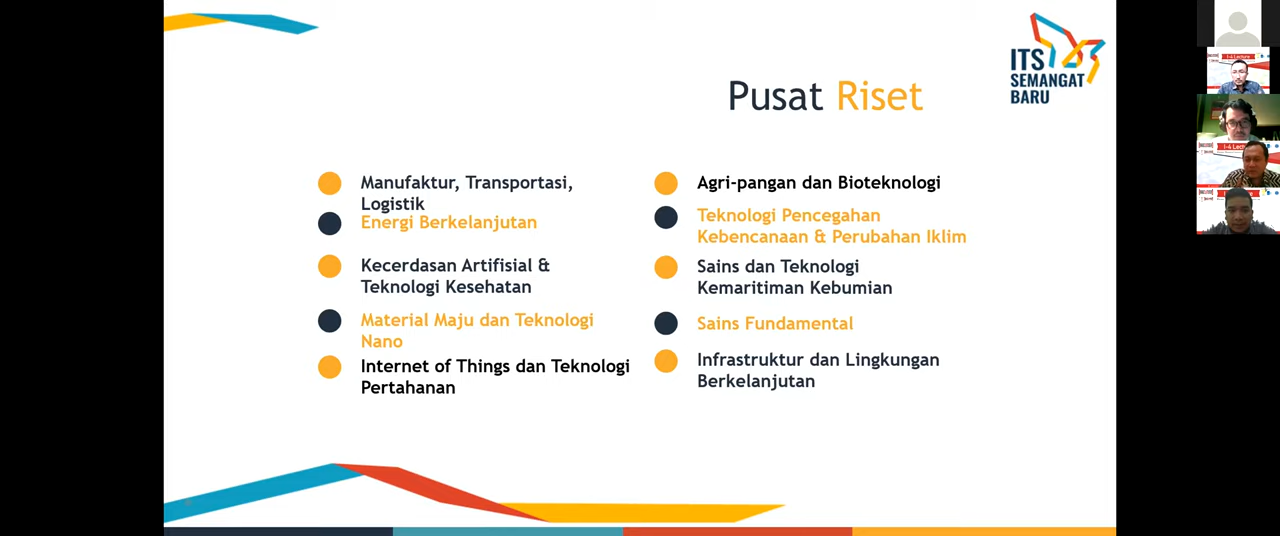 Pusat Riset
ITS
SEMANGAT
BARU
Manufaktur, Transportasi,
Logistik
Energi Berkelanjutan
Kecerdasan Artifisial &
Teknologi Kesehatan
Material Maju dan Teknologi
Nano
Internet of Things dan Teknologi
Pertahanan
Agri-pangan dan Bioteknologi
Teknologi Pencegahan
Kebencanaan & Perubahan Iklim
Sains dan Teknologi
Kemaritiman Kebumian
Sains Fundamental
Infrastruktur dan Lingkungan
Berkelanjutan
I-4 Lecture